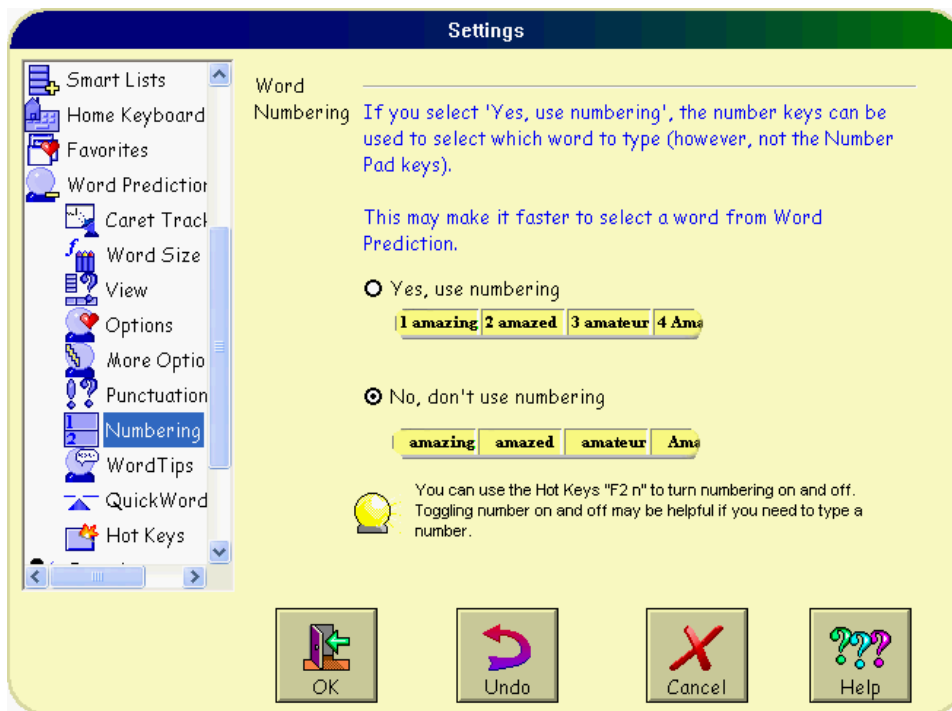 Settings
Smart Lists
Home Keyboard
Favorites
Word Prediction
Caret Track
Word Size
View
Options
More Optio
Punctuation
1
2
Numbering
WordTips
QuickWord
Hot Keys
Word
Numbering
If you select 'Yes, use numbering', the number keys can be
used to select which word to type (however, not the Number
Pad keys).
This may make it faster to select a word from Word
Prediction.
Yes, use numbering
1 amazing 2 amazed 3 amateur 4 Ama
No, don't use numbering
amazing amazed amateur Ama
You can use the Hot Keys "F2 n" to turn numbering on and off.
Toggling number on and off may be helpful if you need to type a
number.
OK Undo Cancel Help